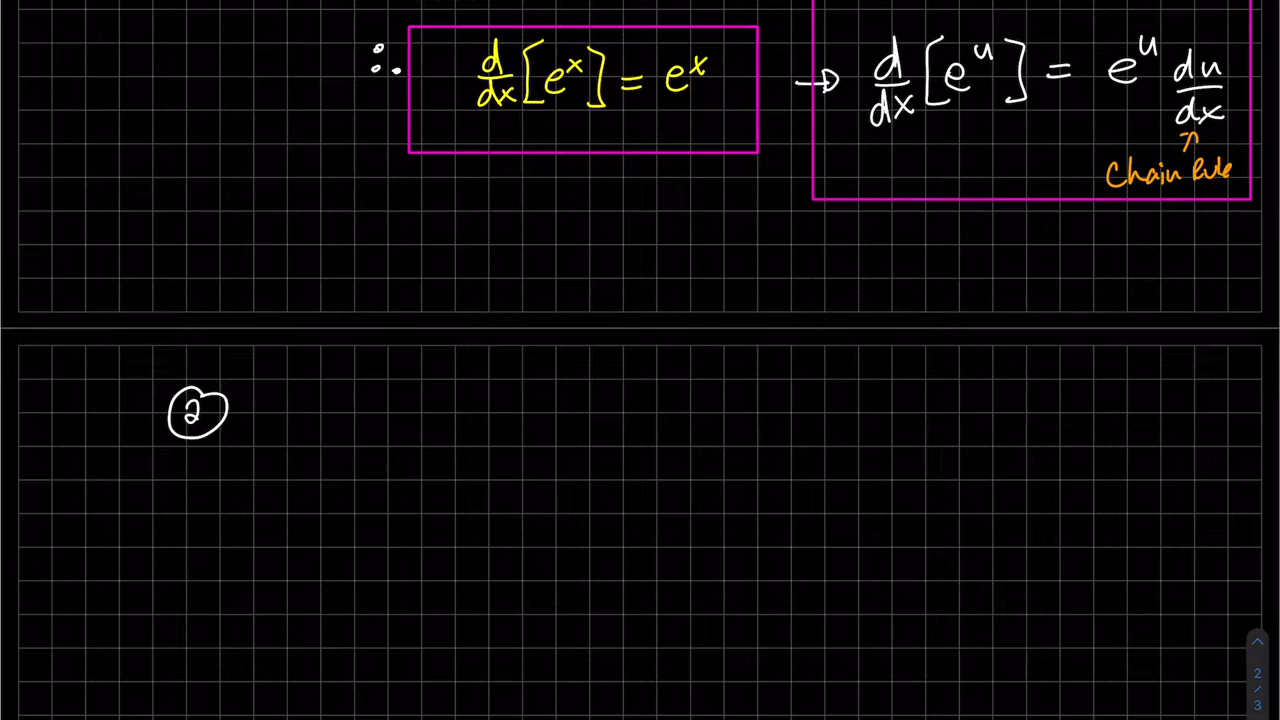 ∴ d/dx [e^x] = e^x → d/dx [e^u] = e^u du/dx
↑
Chain Rule
②
2
/
3